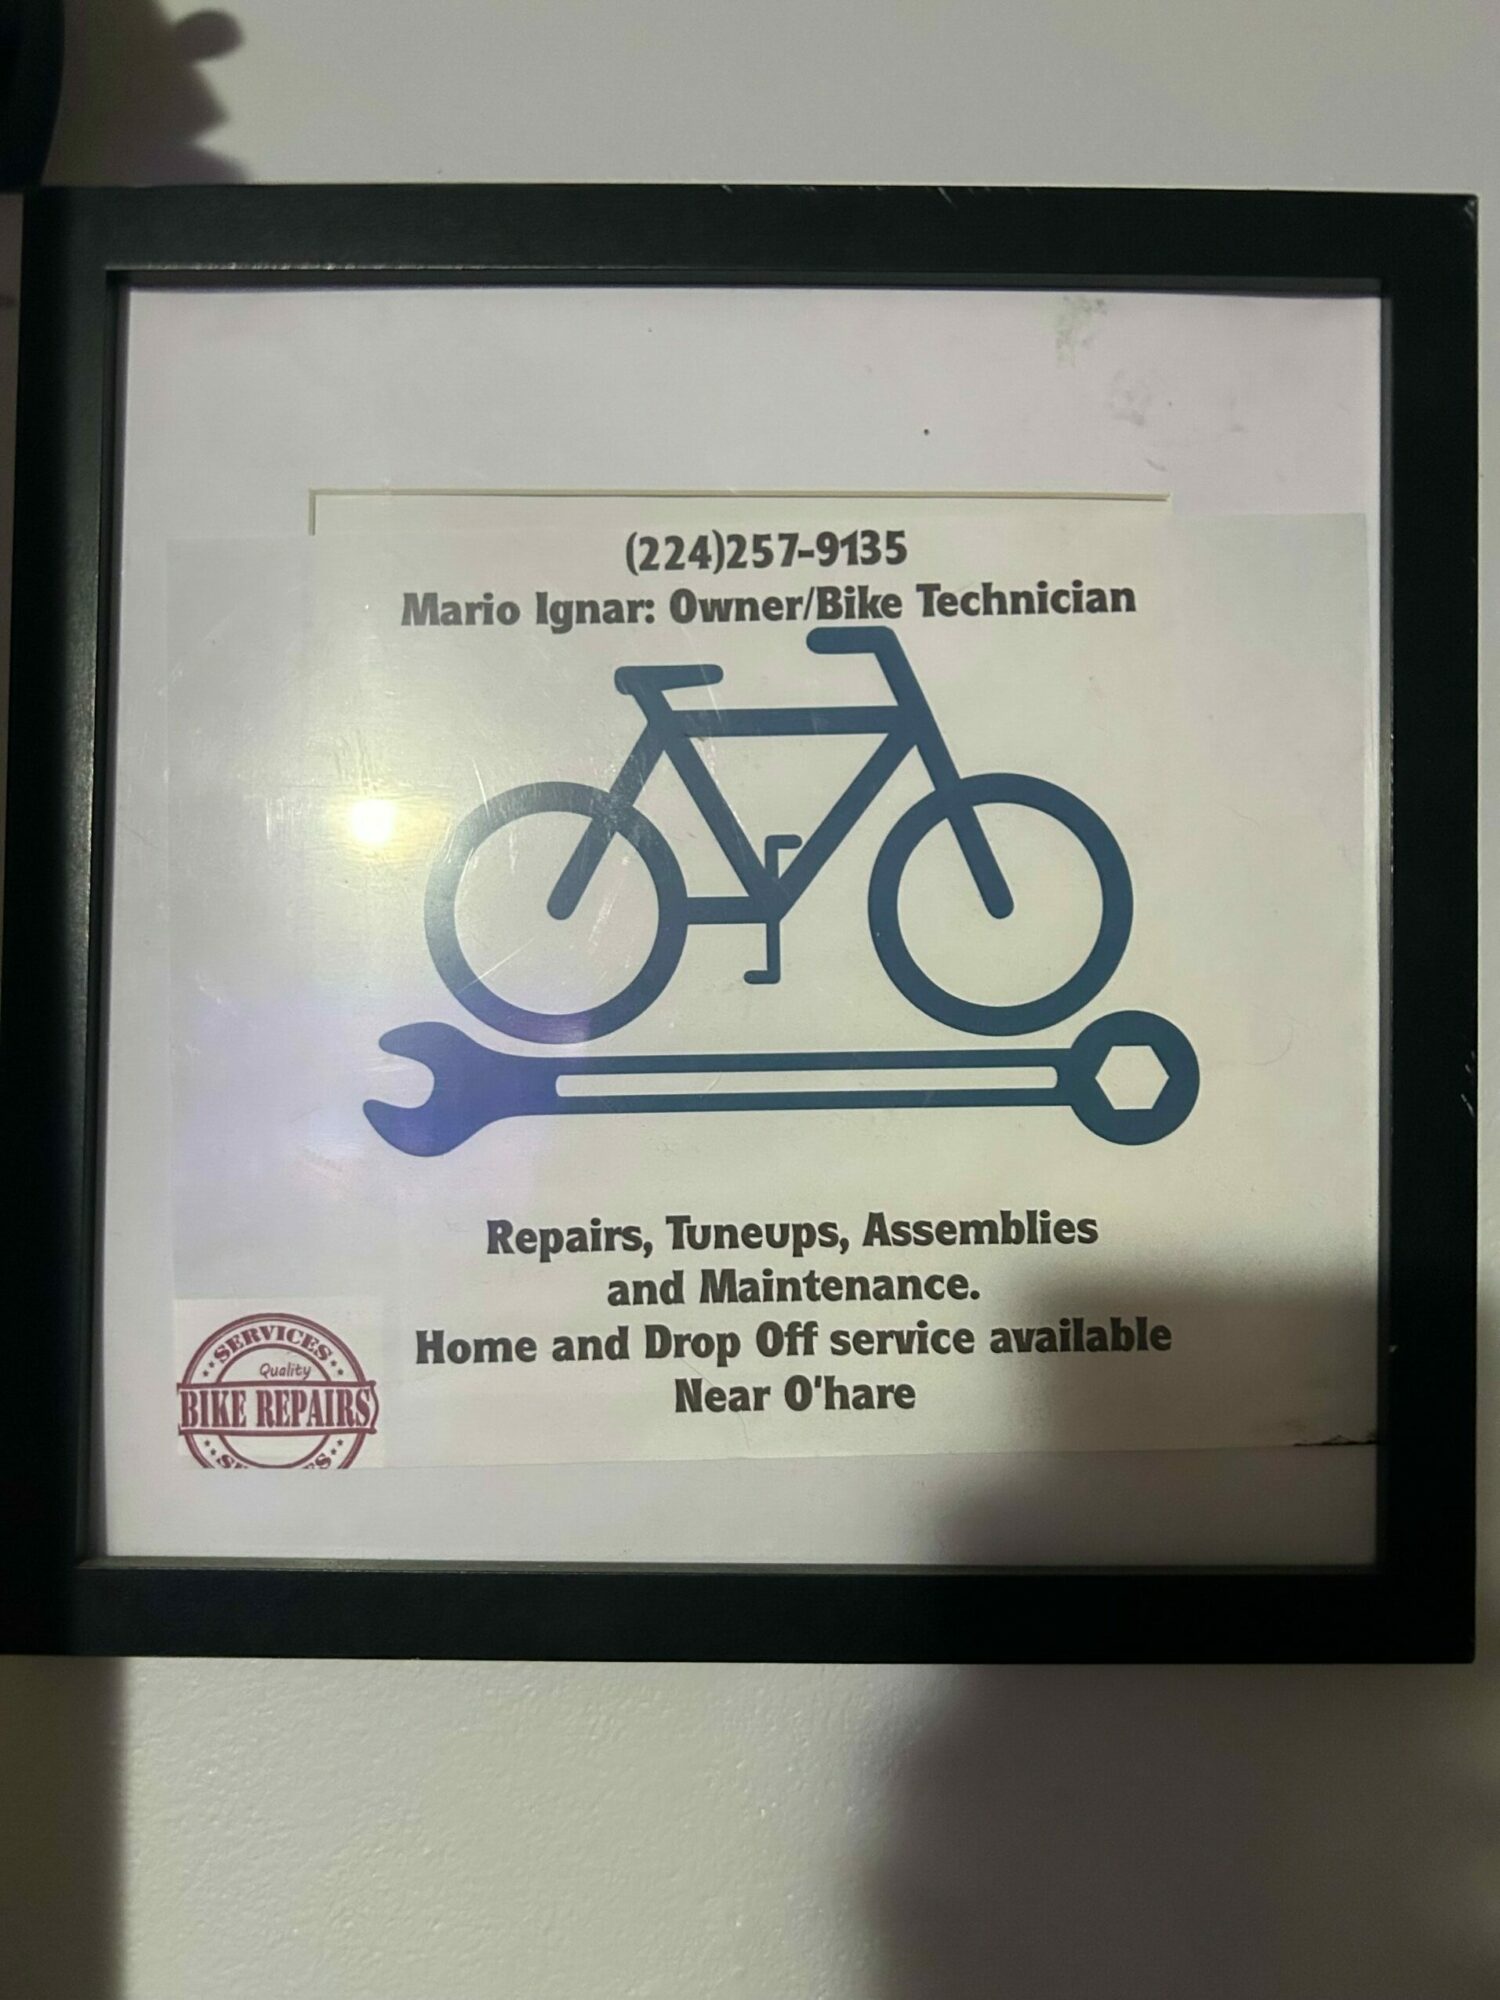 (224)257-9135
Mario Ignar: Owner/Bike Technician
Repairs, Tuneups, Assemblies
and Maintenance.
Home and Drop Off service available
Near O'hare
SERVICES
Quality
BIKE REPAIRS